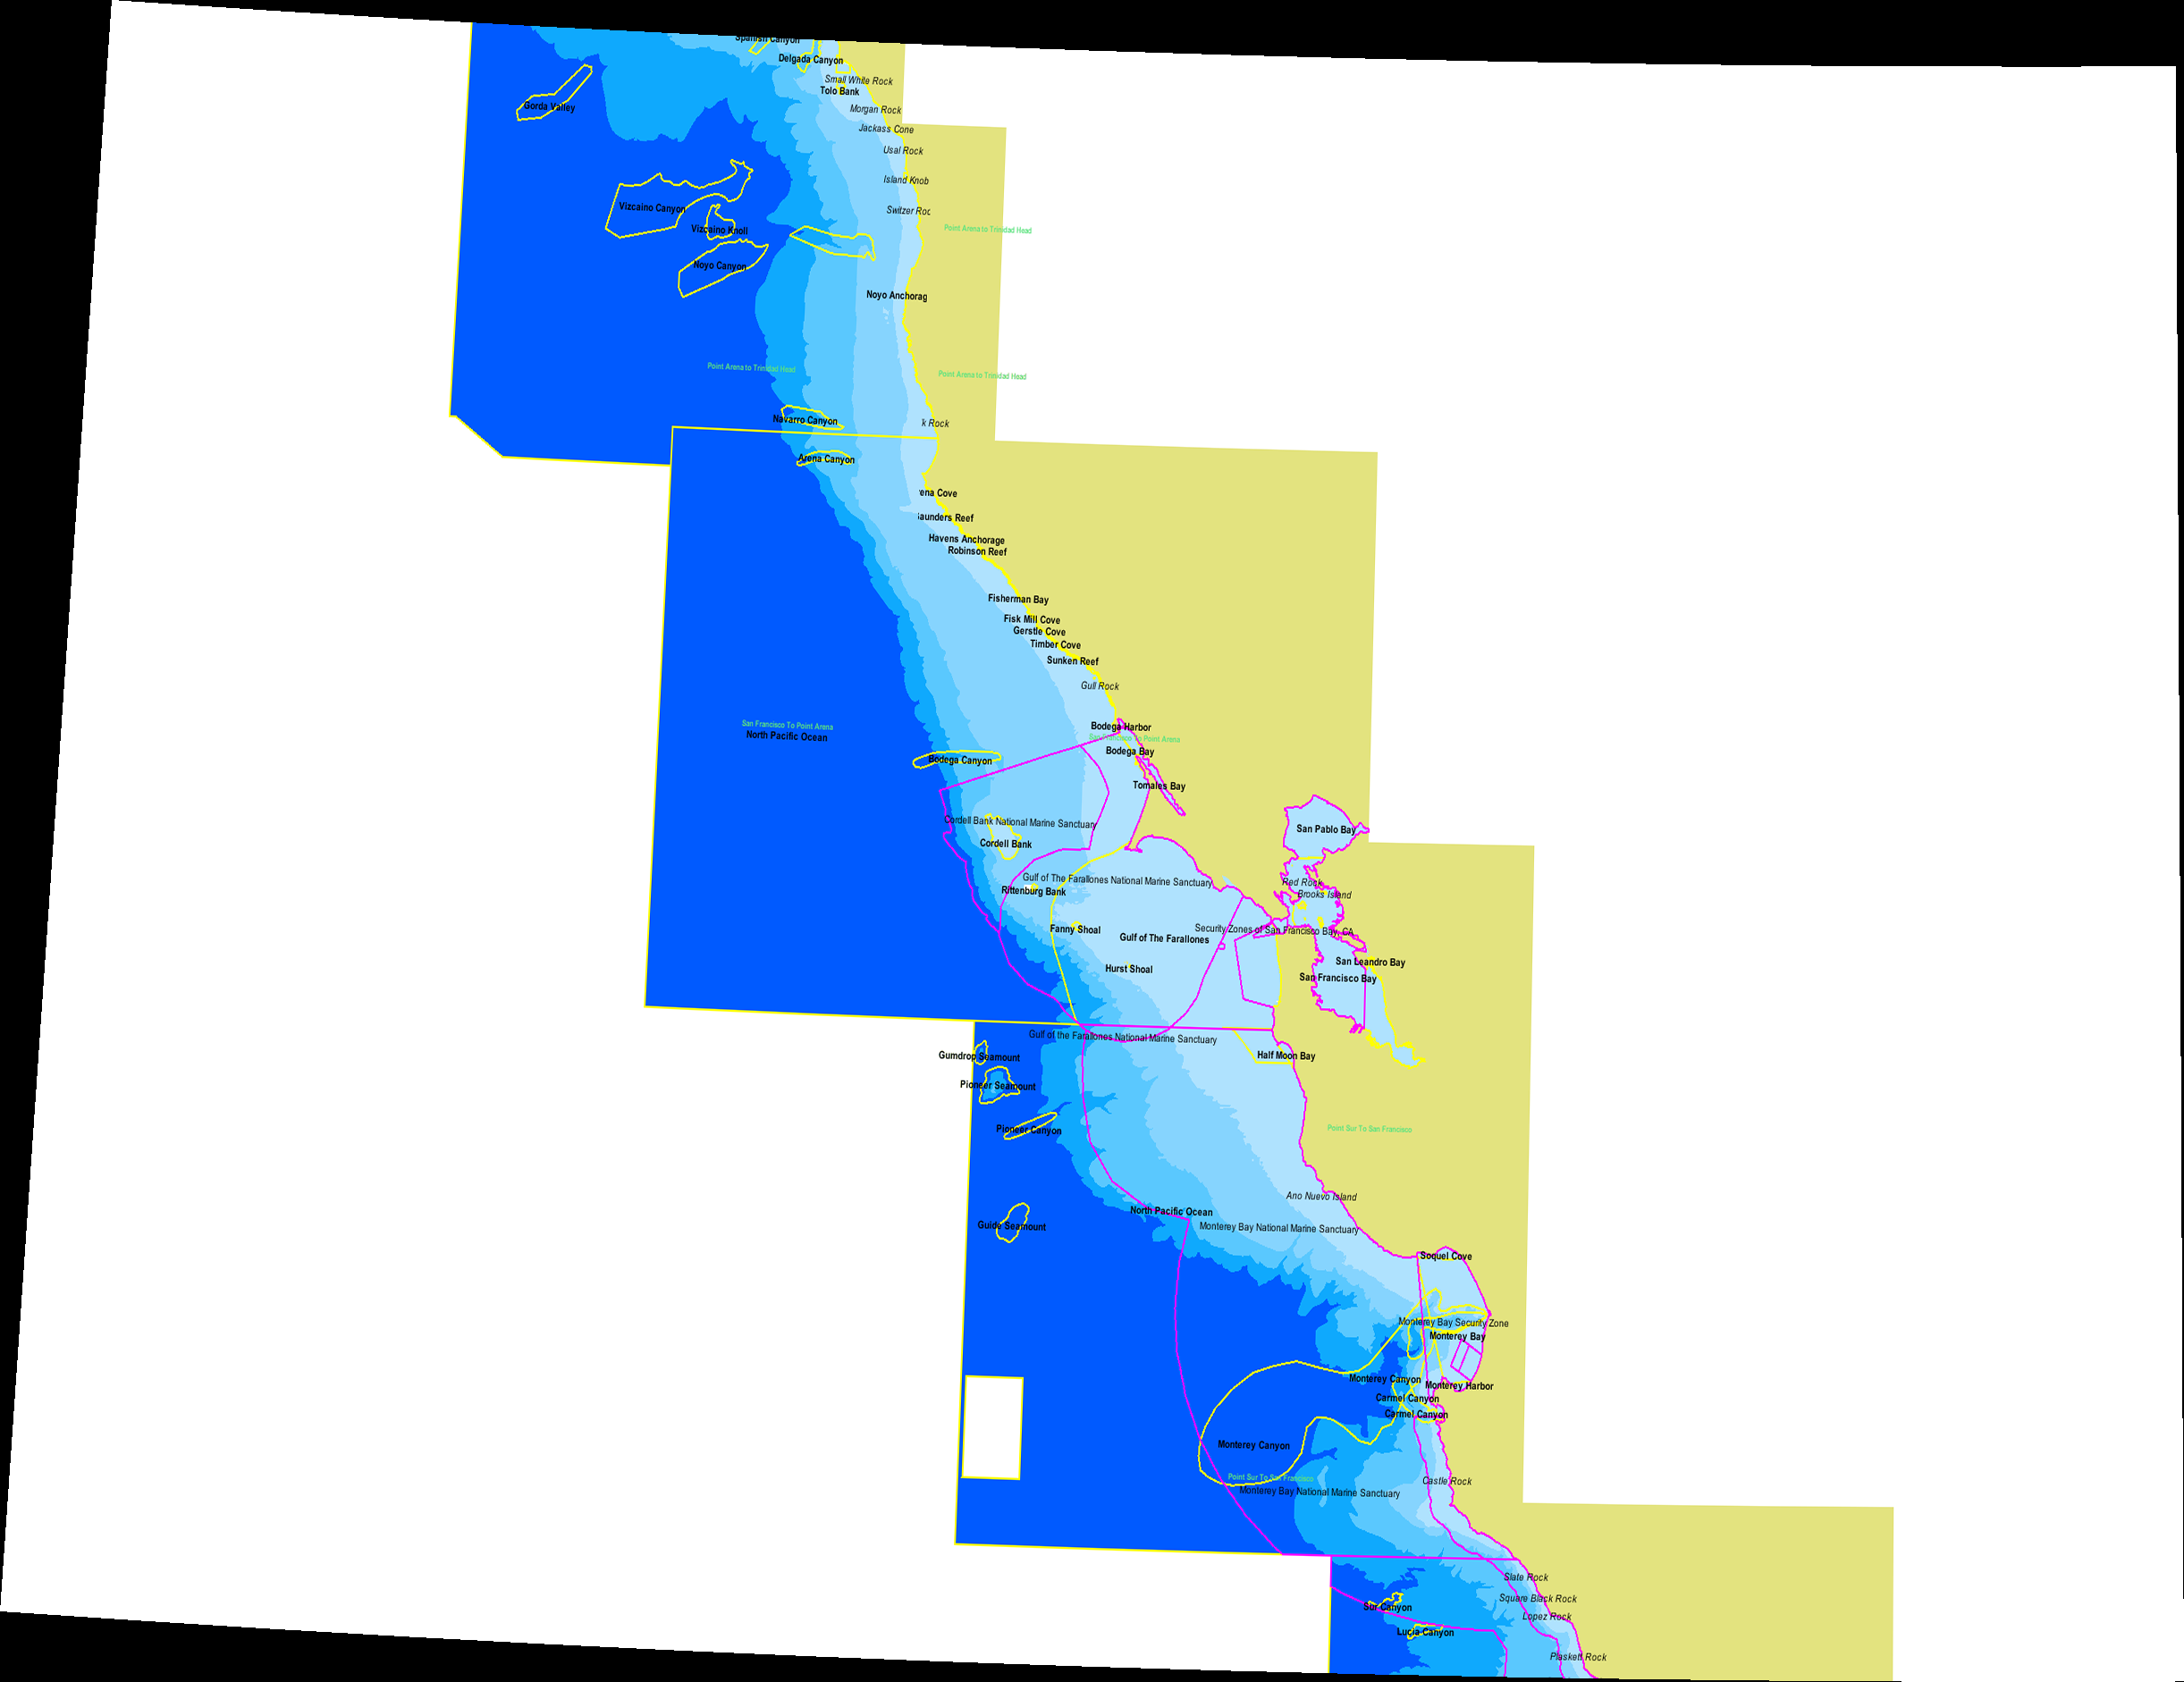 Spanish Canyon
Delgada Canyon
Small White Rock
Tolo Bank
Gorda Valley
Morgan Rock
Jackass Cone
Usal Rock
Island Knob
Switzer Roc
Vizcaino Canyon
Vizcaino Knoll
Point Arena to Trinidad Head
Noyo Canyon
Noyo Anchorag
Point Arena to Trinidad Head
Point Arena to Trinidad Head
Navarro Canyon
k Rock
Arena Canyon
rena Cove
Saunders Reef
Havens Anchorage
Robinson Reef
Fisherman Bay
Fisk Mill Cove
Gerstle Cove
Timber Cove
Sunken Reef
Gull Rock
San Francisco To Point Arena
North Pacific Ocean
Bodega Harbor
San Francisco To Point Arena
Bodega Bay
Bodega Canyon
Tomales Bay
Cordell Bank National Marine Sanctuary
San Pablo Bay
Cordell Bank
Gulf of The Farallones National Marine Sanctuary
Red Rock
Rittenburg Bank
Brooks Island
Fanny Shoal
Security Zones of San Francisco Bay, CA
Gulf of The Farallones
San Leandro Bay
Hurst Shoal
San Francisco Bay
Gulf of the Farallones National Marine Sanctuary
Gumdrop Seamount
Half Moon Bay
Pioneer Seamount
Pioneer Canyon
Point Sur To San Francisco
Ano Nuevo Island
North Pacific Ocean
Guide Seamount
Monterey Bay National Marine Sanctuary
Soquel Cove
Monterey Bay Security Zone
Monterey Bay
Monterey Canyon
Monterey Harbor
Carmel Canyon
Carmel Canyon
Monterey Canyon
Point Sur To San Francisco
Castle Rock
Monterey Bay National Marine Sanctuary
Slate Rock
Square Black Rock
Sur Canyon
Lopez Rock
Lucia Canyon
Plaskett Rock